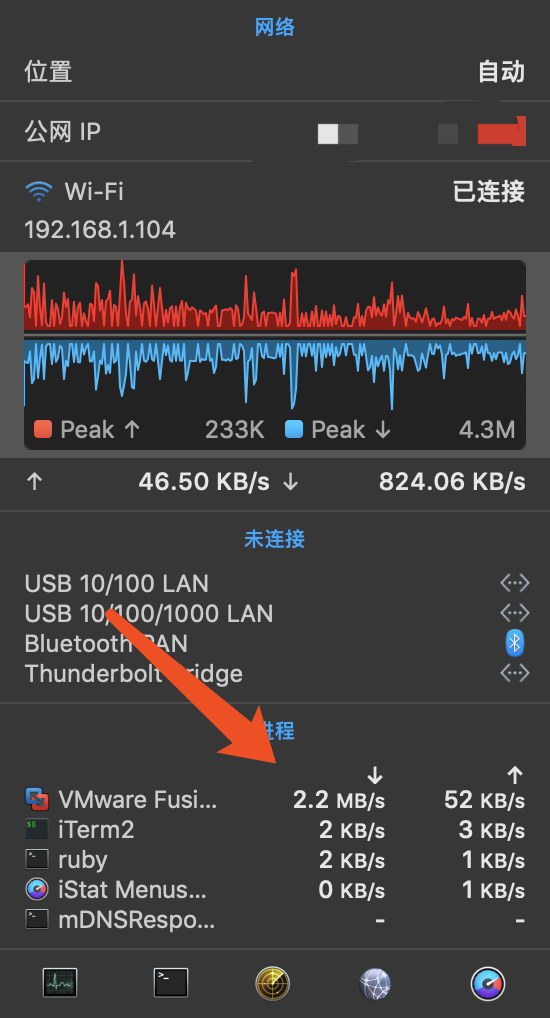 网络
位置 自动
公网 IP
Wi-Fi 已连接
192.168.1.104
Peak ↑ 233K Peak ↓ 4.3M
↑ 46.50 KB/s ↓ 824.06 KB/s
未连接
USB 10/100 LAN
USB 10/100/1000 LAN
Bluetooth PAN
Thunderbolt Bridge
进程
↓ ↑
VMware Fusi... 2.2 MB/s 52 KB/s
iTerm2 2 KB/s 3 KB/s
ruby 2 KB/s 1 KB/s
iStat Menus... 0 KB/s 1 KB/s
mDNSRespo... - -